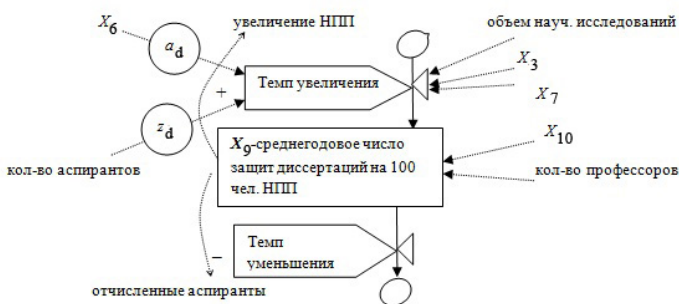 увеличение НПП
объем науч. исследований
X6
ad
Темп увеличения
X3
X7
+
zd
X10
X9-среднегодовое число
защит диссертаций на 100
чел. НПП
кол-во аспирантов
кол-во профессоров
Темп
уменьшения
–
отчисленные аспиранты